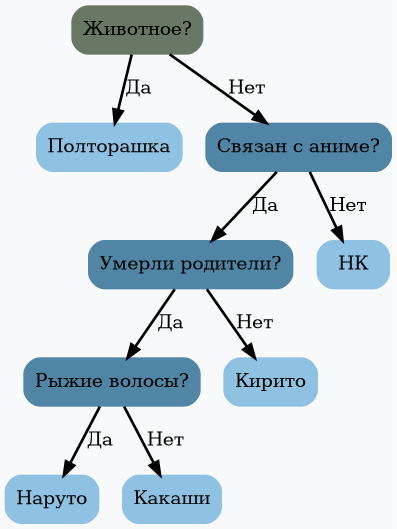 Животное?
Да
Нет
Полторашка
Связан с аниме?
Да
Нет
Умерли родители?
НК
Да
Нет
Рыжие волосы?
Кирито
Да
Нет
Наруто
Какаши